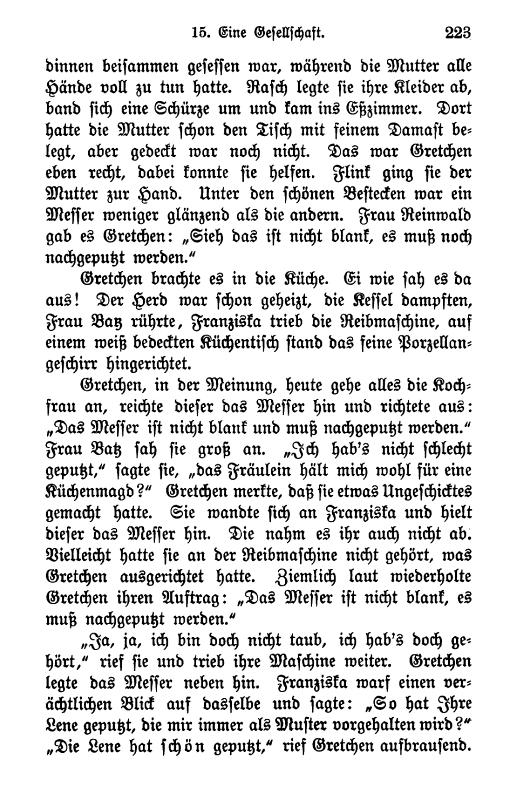 15. Eine Gesellschaft. 223
dinnen beisammen gesessen war, während die Mutter alle
Hände voll zu tun hatte. Rasch legte sie ihre Kleider ab,
band sich eine Schürze um und kam ins Eßzimmer. Dort
hatte die Mutter schon den Tisch mit feinem Damast be-
legt, aber gedeckt war noch nicht. Das war Gretchen
eben recht, dabei konnte sie helfen. Flink ging sie der
Mutter zur Hand. Unter den schönen Bestecken war ein
Messer weniger glänzend als die andern. Frau Reinwald
gab es Gretchen: „Sieh das ist nicht blank, es muß noch
nachgeputzt werden.“
Gretchen brachte es in die Küche. Ei wie sah es da
aus! Der Herd war schon geheizt, die Kessel dampften,
Frau Batz rührte, Franziska trieb die Reibmaschine, auf
einem weiß bedeckten Küchentisch stand das feine Porzellan-
geschirr hingerichtet.
Gretchen, in der Meinung, heute gehe alles die Koch-
frau an, reichte dieser das Messer hin und richtete aus:
„Das Messer ist nicht blank und muß nachgeputzt werden.“
Frau Batz sah sie groß an. „Ich hab's nicht schlecht
geputzt,“ sagte sie, „das Fräulein hält mich wohl für eine
Küchenmagd?“ Gretchen merkte, daß sie etwas Ungeschicktes
gemacht hatte. Sie wandte sich an Franziska und hielt
dieser das Messer hin. Die nahm es ihr auch nicht ab.
Vielleicht hatte sie an der Reibmaschine nicht gehört, was
Gretchen ausgerichtet hatte. Ziemlich laut wiederholte
Gretchen ihren Auftrag: „Das Messer ist nicht blank, es
muß nachgeputzt werden.“
„Ja, ja, ich bin doch nicht taub, ich hab's doch ge-
hört,“ rief sie und trieb ihre Maschine weiter. Gretchen
legte das Messer neben hin. Franziska warf einen ver-
ächtlichen Blick auf dasselbe und sagte: „So hat Ihre
Lene geputzt, die mir immer als Muster vorgehalten wird?“
„Die Lene hat schön geputzt,“ rief Gretchen aufbrausend.